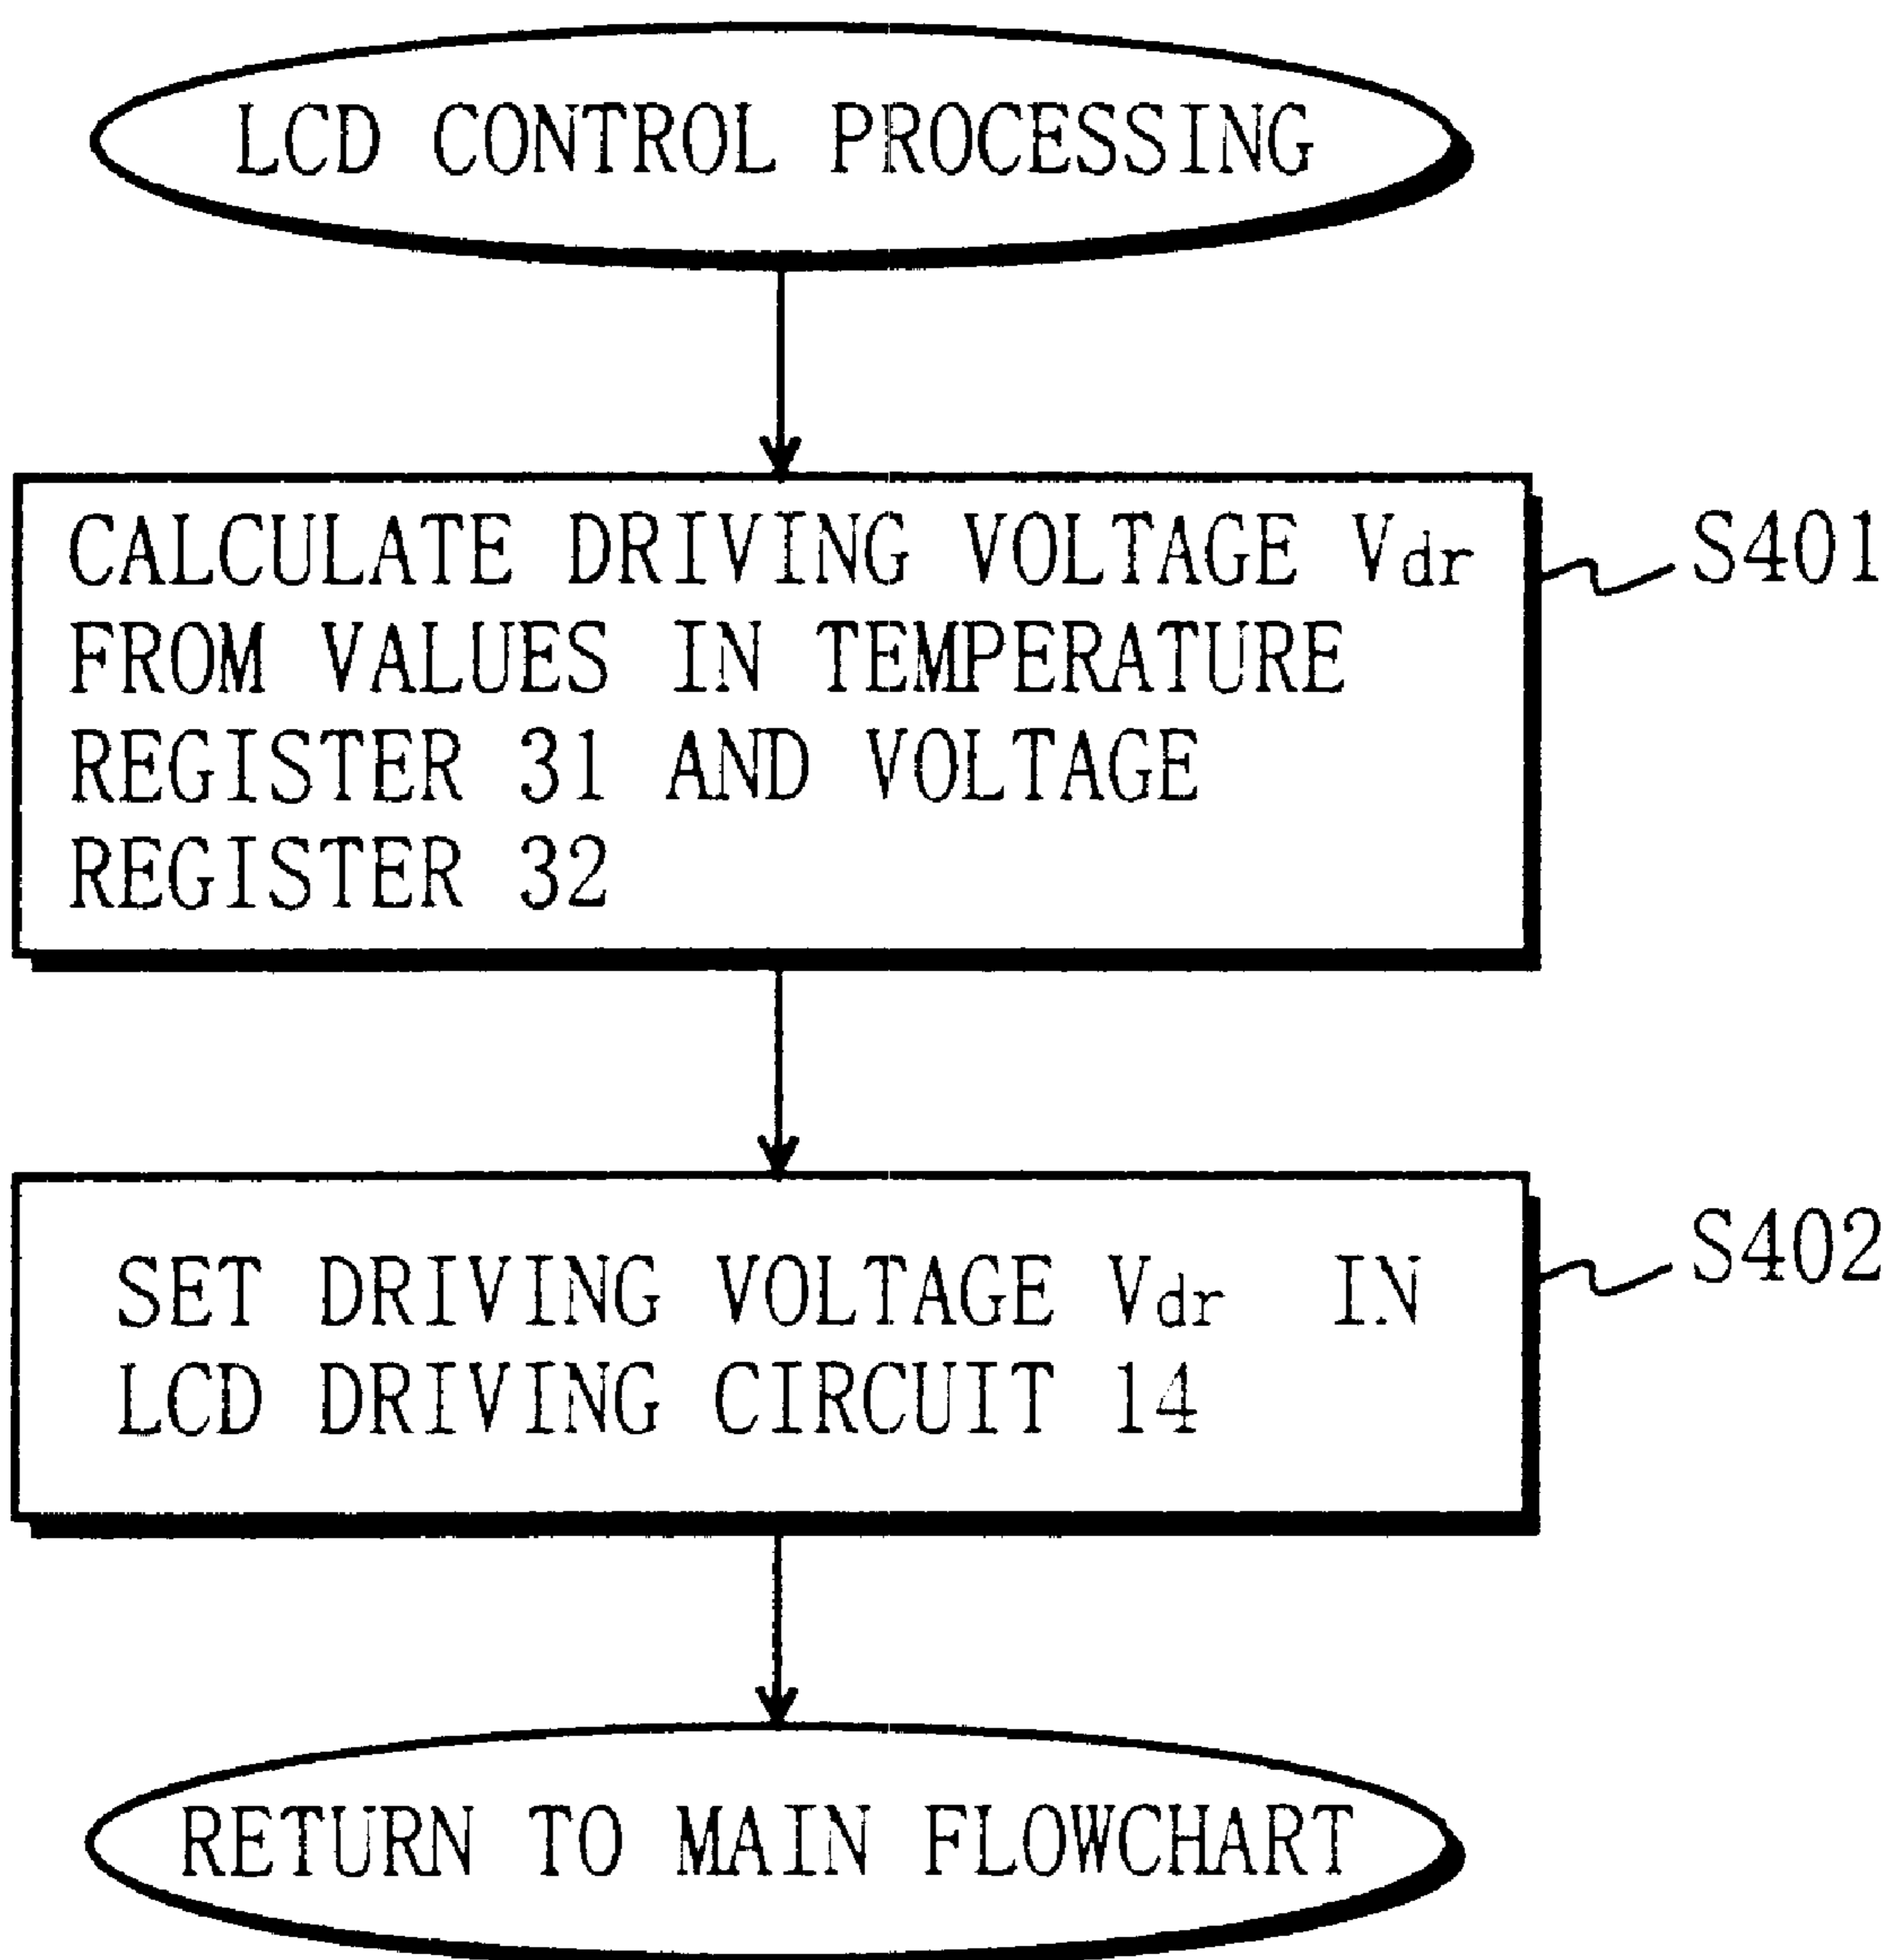 LCD CONTROL PROCESSING
CALCULATE DRIVING VOLTAGE Vdr
FROM VALUES IN TEMPERATURE
REGISTER 31 AND VOLTAGE
REGISTER 32
S401
SET DRIVING VOLTAGE Vdr IN
LCD DRIVING CIRCUIT 14
S402
RETURN TO MAIN FLOWCHART